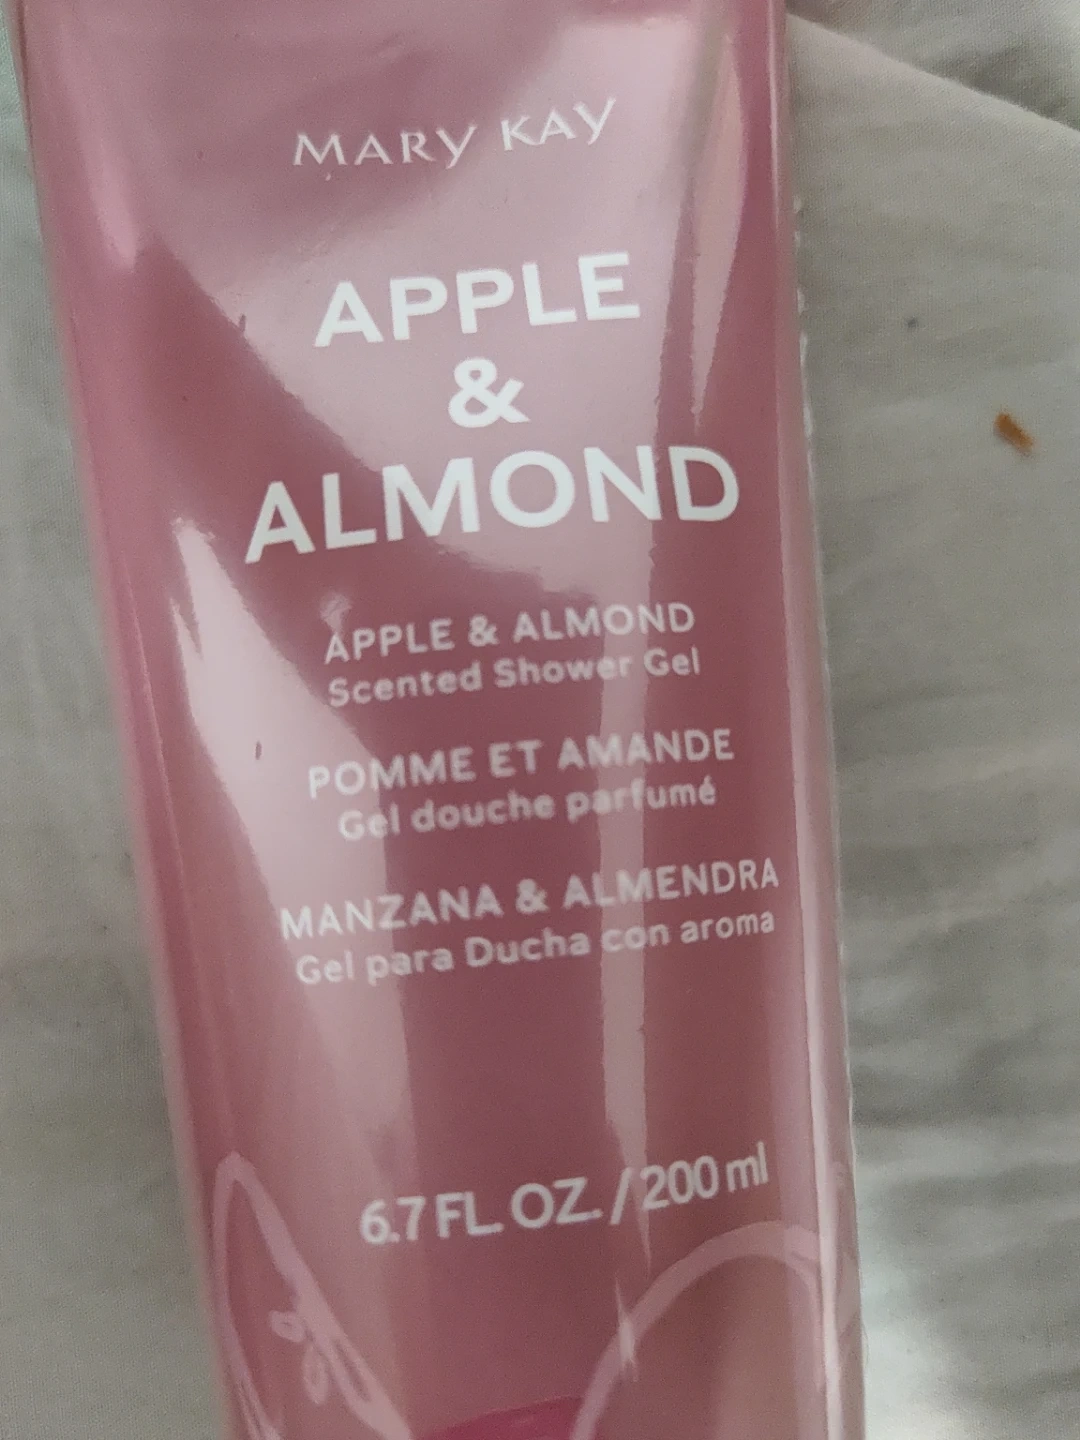 MARY KAY
APPLE
&
ALMOND
APPLE & ALMOND
Scented Shower Gel
POMME ET AMANDE
Gel douche parfumé
MANZANA & ALMENDRA
Gel para Ducha con aroma
6.7 FL. OZ. / 200 ml